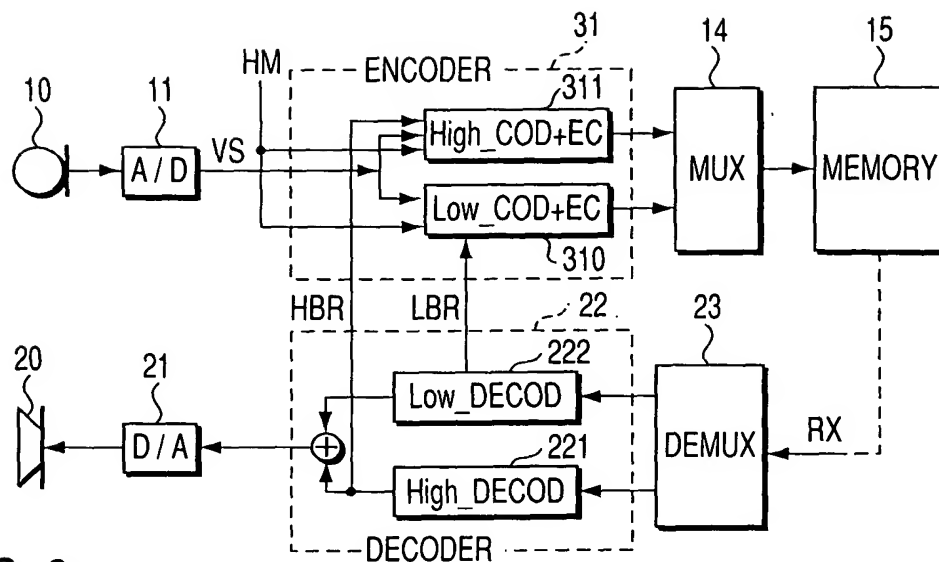 31
14
15
HM
ENCODER
311
10
11
High_COD+EC
A/D
VS
MUX
MEMORY
Low_COD+EC
310
HBR
LBR
22
23
20
21
222
Low_DECOD
D/A
+
DEMUX
RX
221
High_DECOD
DECODER